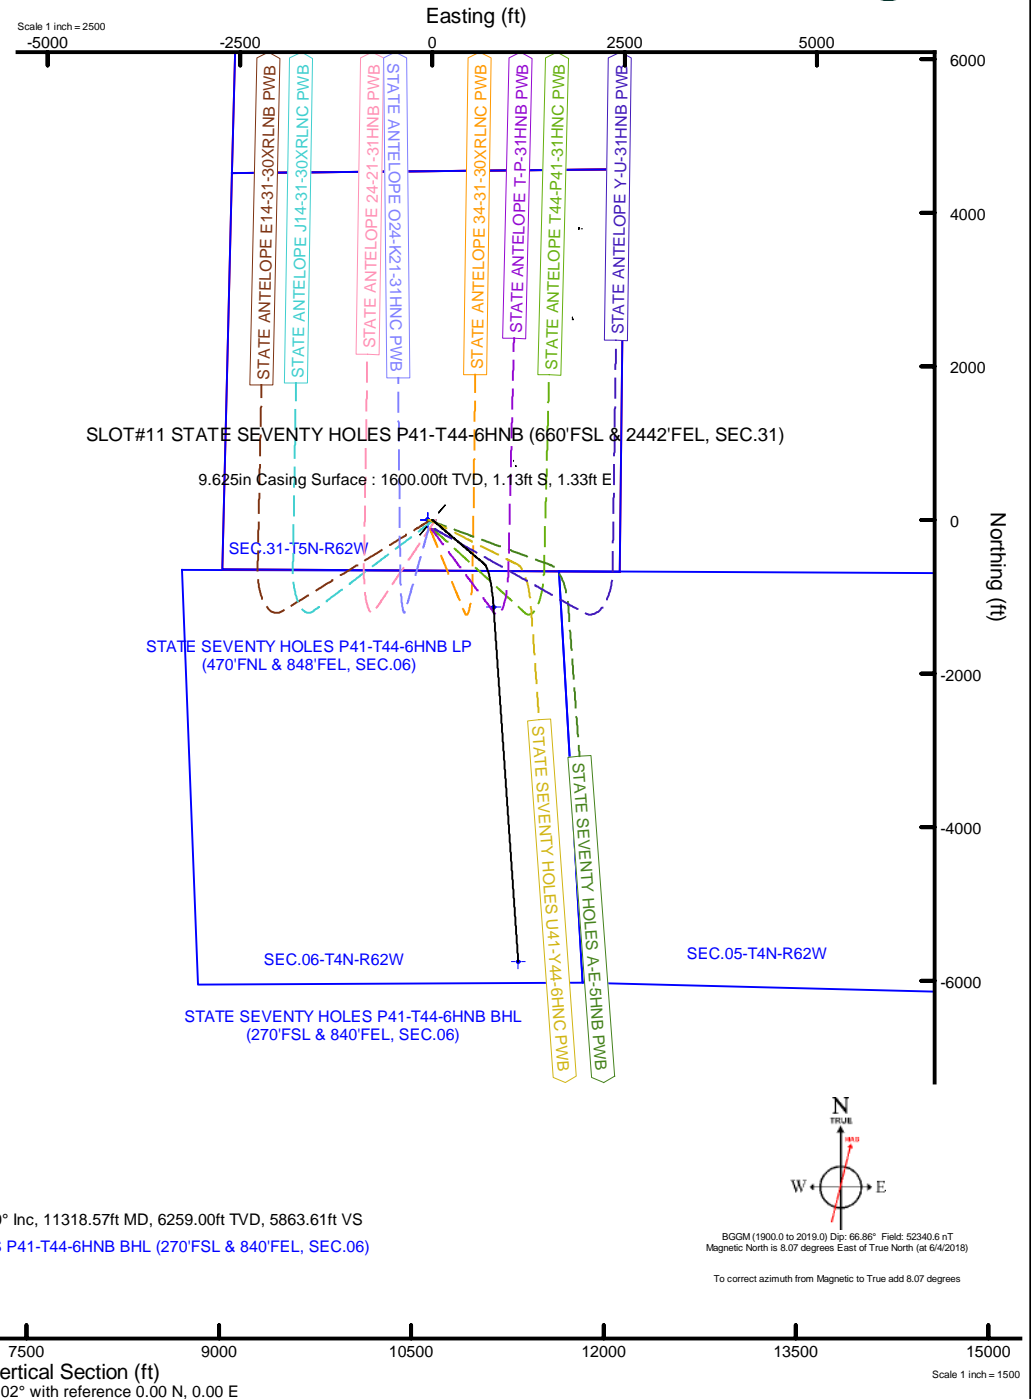 Easting (ft)
Scale 1 inch = 2500
-5000
-2500
0
2500
5000
6000
4000
2000
0
-2000
-4000
-6000
Northing (ft)
STATE ANTELOPE E14-31-30XRLNB PWB
STATE ANTELOPE J14-31-30XRLNC PWB
STATE ANTELOPE 24-21-31HNB PWB
STATE ANTELOPE O24-K21-31HNC PWB
STATE ANTELOPE 34-31-30XRLNC PWB
STATE ANTELOPE T-P-31HNB PWB
STATE ANTELOPE T44-P41-31HNC PWB
STATE ANTELOPE Y-U-31HNB PWB
SLOT#11 STATE SEVENTY HOLES P41-T44-6HNB (660'FSL & 2442'FEL, SEC.31)
9.625in Casing Surface : 1600.00ft TVD, 1.13ft S, 1.33ft E
SEC.31-T5N-R62W
STATE SEVENTY HOLES P41-T44-6HNB LP
(470'FNL & 848'FEL, SEC.06)
STATE SEVENTY HOLES U41-Y44-6HNC PWB
STATE SEVENTY HOLES A-E-5HNB PWB
SEC.06-T4N-R62W
SEC.05-T4N-R62W
STATE SEVENTY HOLES P41-T44-6HNB BHL
(270'FSL & 840'FEL, SEC.06)
N
TRUE
W
E
BGGM (1900.0 to 2019.0) Dip: 66.86° Field: 52340.6 nT
Magnetic North is 8.07 degrees East of True North (at 6/4/2018)
To correct azimuth from Magnetic to True add 8.07 degrees
° Inc, 11318.57ft MD, 6259.00ft TVD, 5863.61ft VS
P41-T44-6HNB BHL (270'FSL & 840'FEL, SEC.06)
7500
9000
10500
12000
13500
15000
ertical Section (ft)
Scale 1 inch = 1500
02° with reference 0.00 N, 0.00 E